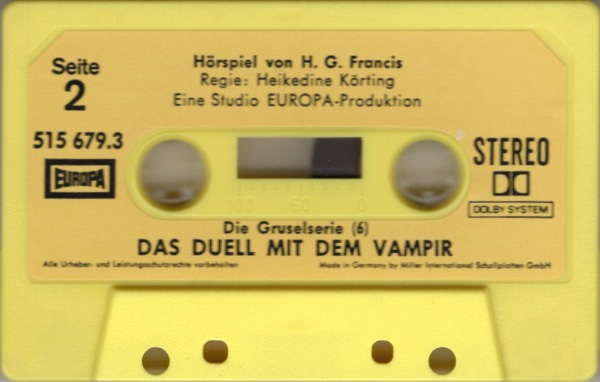 Seite
2
Hörspiel von H. G. Francis
Regie: Heikedine Körting
Eine Studio EUROPA-Produktion
515 679.3
EUROPA
STEREO
DOLBY SYSTEM
100 50 0
Die Gruselserie (6)
DAS DUELL MIT DEM VAMPIR
Alle Urheber- und Leistungsschutzrechte vorbehalten
Made in Germany by Miller International Schallplatten GmbH